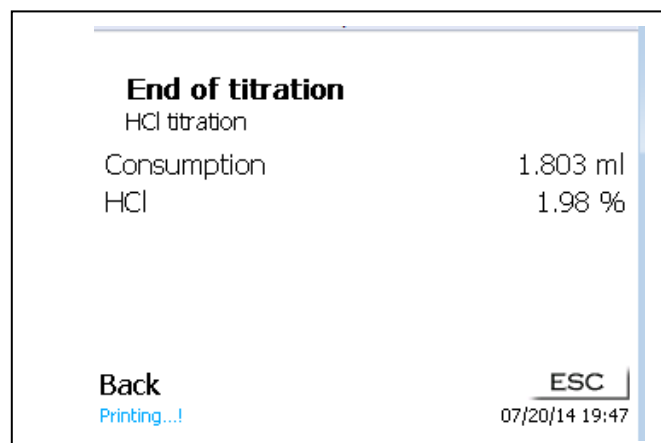 End of titration
HCl titration
Consumption 1.803 ml
HCl 1.98 %
Back ESC
Printing...! 07/20/14 19:47